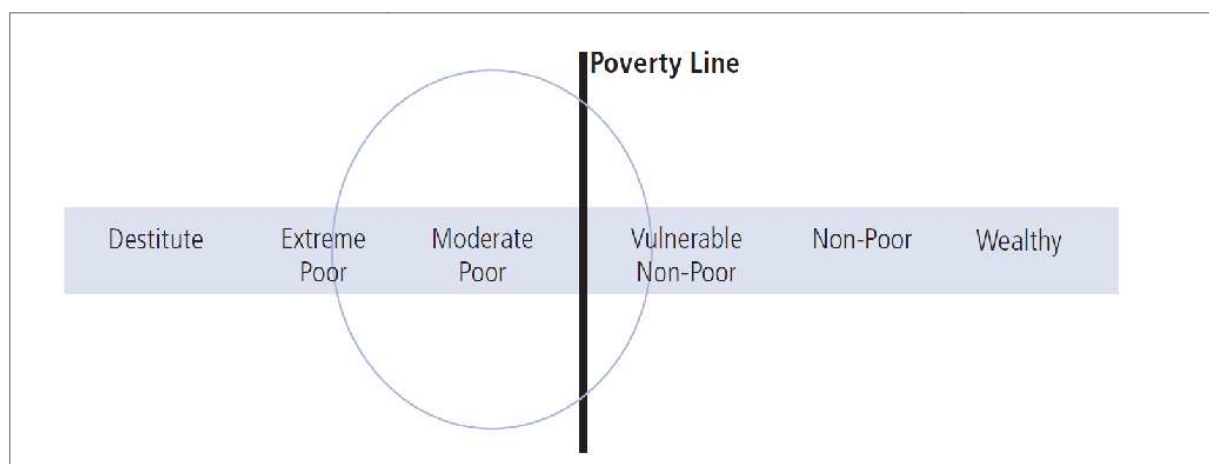 Poverty Line
Destitute
Extreme
Poor
Moderate
Poor
Vulnerable
Non-Poor
Non-Poor
Wealthy